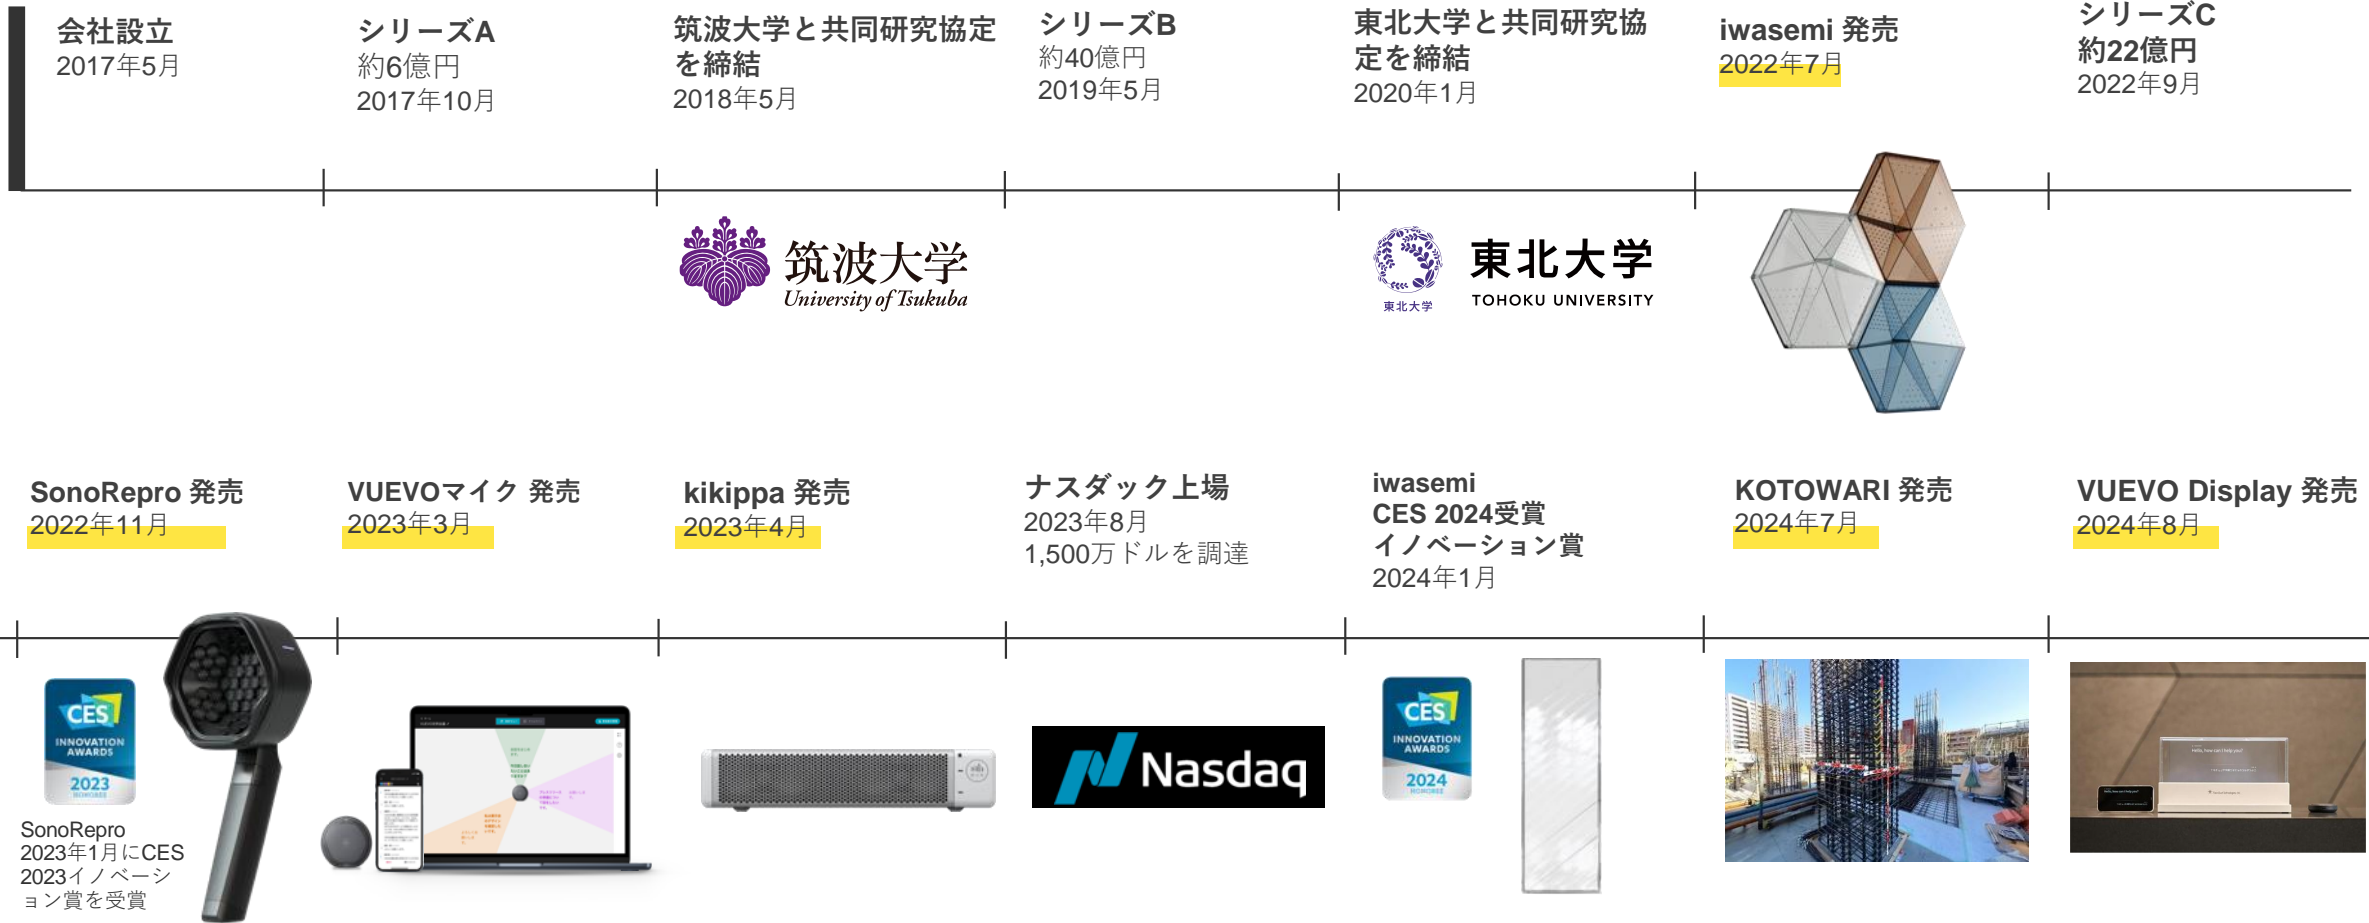 会社設立
2017年5月
シリーズA
約6億円
2017年10月
筑波大学と共同研究協定
を締結
2018年5月
シリーズB
約40億円
2019年5月
東北大学と共同研究協
定を締結
2020年1月
iwasemi 発売
2022年7月
シリーズC
約22億円
2022年9月
筑波大学
University of Tsukuba
東北大学
東北大学
TOHOKU UNIVERSITY
SonoRepro 発売
2022年11月
VUEVOマイク 発売
2023年3月
kikippa 発売
2023年4月
ナスダック上場
2023年8月
1,500万ドルを調達
iwasemi
CES 2024受賞
イノベーション賞
2024年1月
KOTOWARI 発売
2024年7月
VUEVO Display 発売
2024年8月
CES
INNOVATION
AWARDS
2023
HONOREE
SonoRepro
2023年1月にCES
2023イノベーシ
ョン賞を受賞
Nasdaq
CES
INNOVATION
AWARDS
2024
HONOREE
Hello, how can I help you?